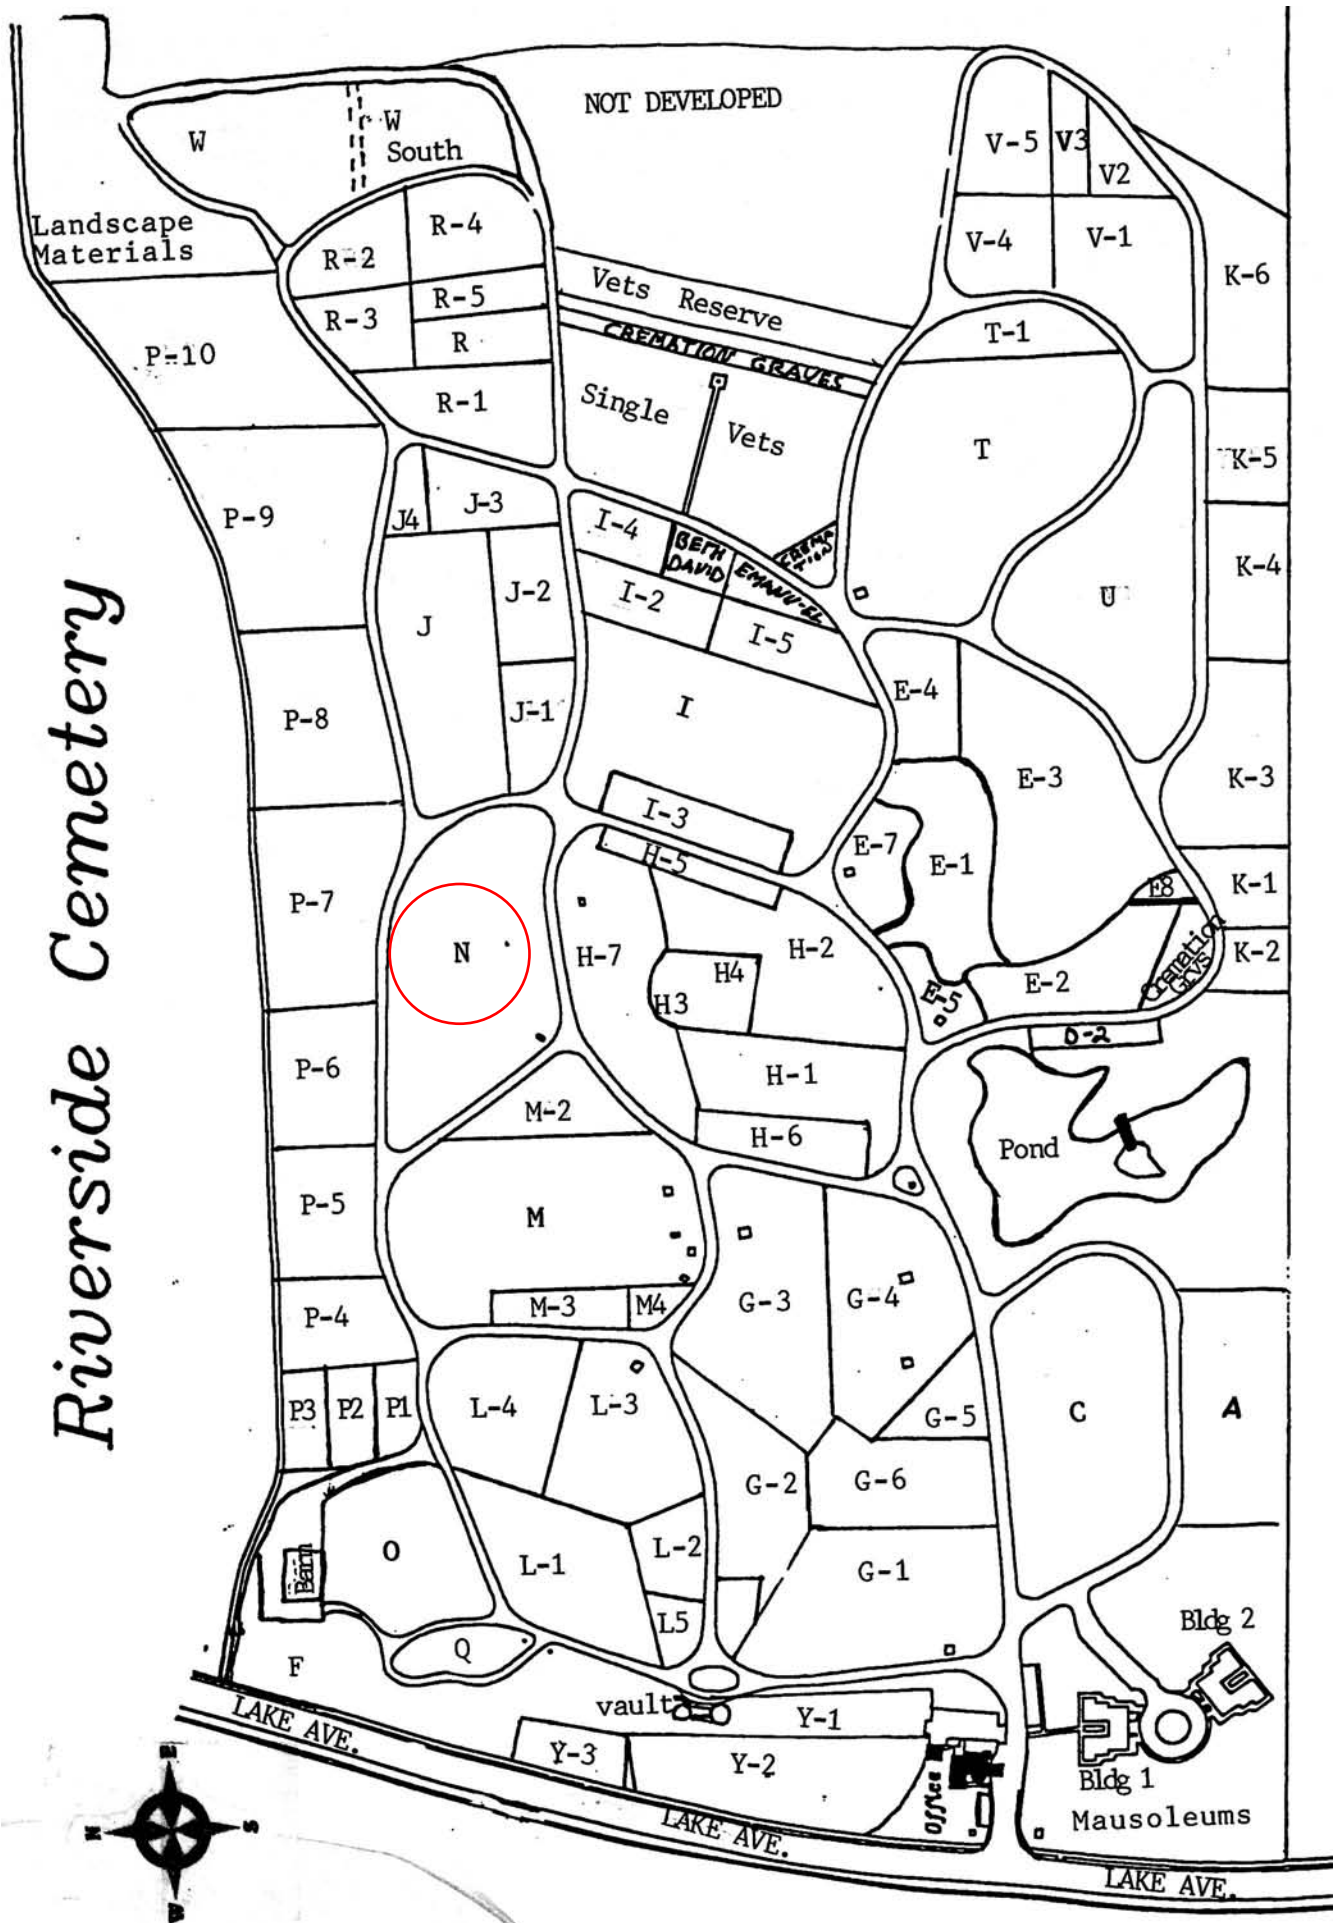 NOT DEVELOPED
W
W
South
V-5
V3
V2
Landscape
Materials
R-4
R-2
V-4
V-1
K-6
R-5
R-3
R
Vets Reserve
T-1
CREMATION GRAVES
P-10
R-1
Single
Vets
T
K-5
J-3
J4
P-9
I-4
BETH
DAVID
EMANU-EL
CREMA
TION
K-4
J-2
I-2
I-5
U
J
E-4
P-8
J-1
I
E-3
K-3
I-3
H-5
E-7
E-1
E8
K-1
P-7
N
H-7
H-2
H4
H3
E-5
E-2
Cremation
Grvs
K-2
D-2
P-6
H-1
M-2
H-6
Pond
P-5
M
M-3
M4
G-3
G-4
P-4
P3
P2
P1
L-4
L-3
G-5
C
A
G-2
G-6
O
L-1
L-2
G-1
Barn
L5
Q
F
Bldg 2
vault
Y-1
Y-3
Y-2
Office
Bldg 1
Mausoleums
LAKE AVE.
LAKE AVE.
LAKE AVE.
Riverside Cemetery
E
N
S
W